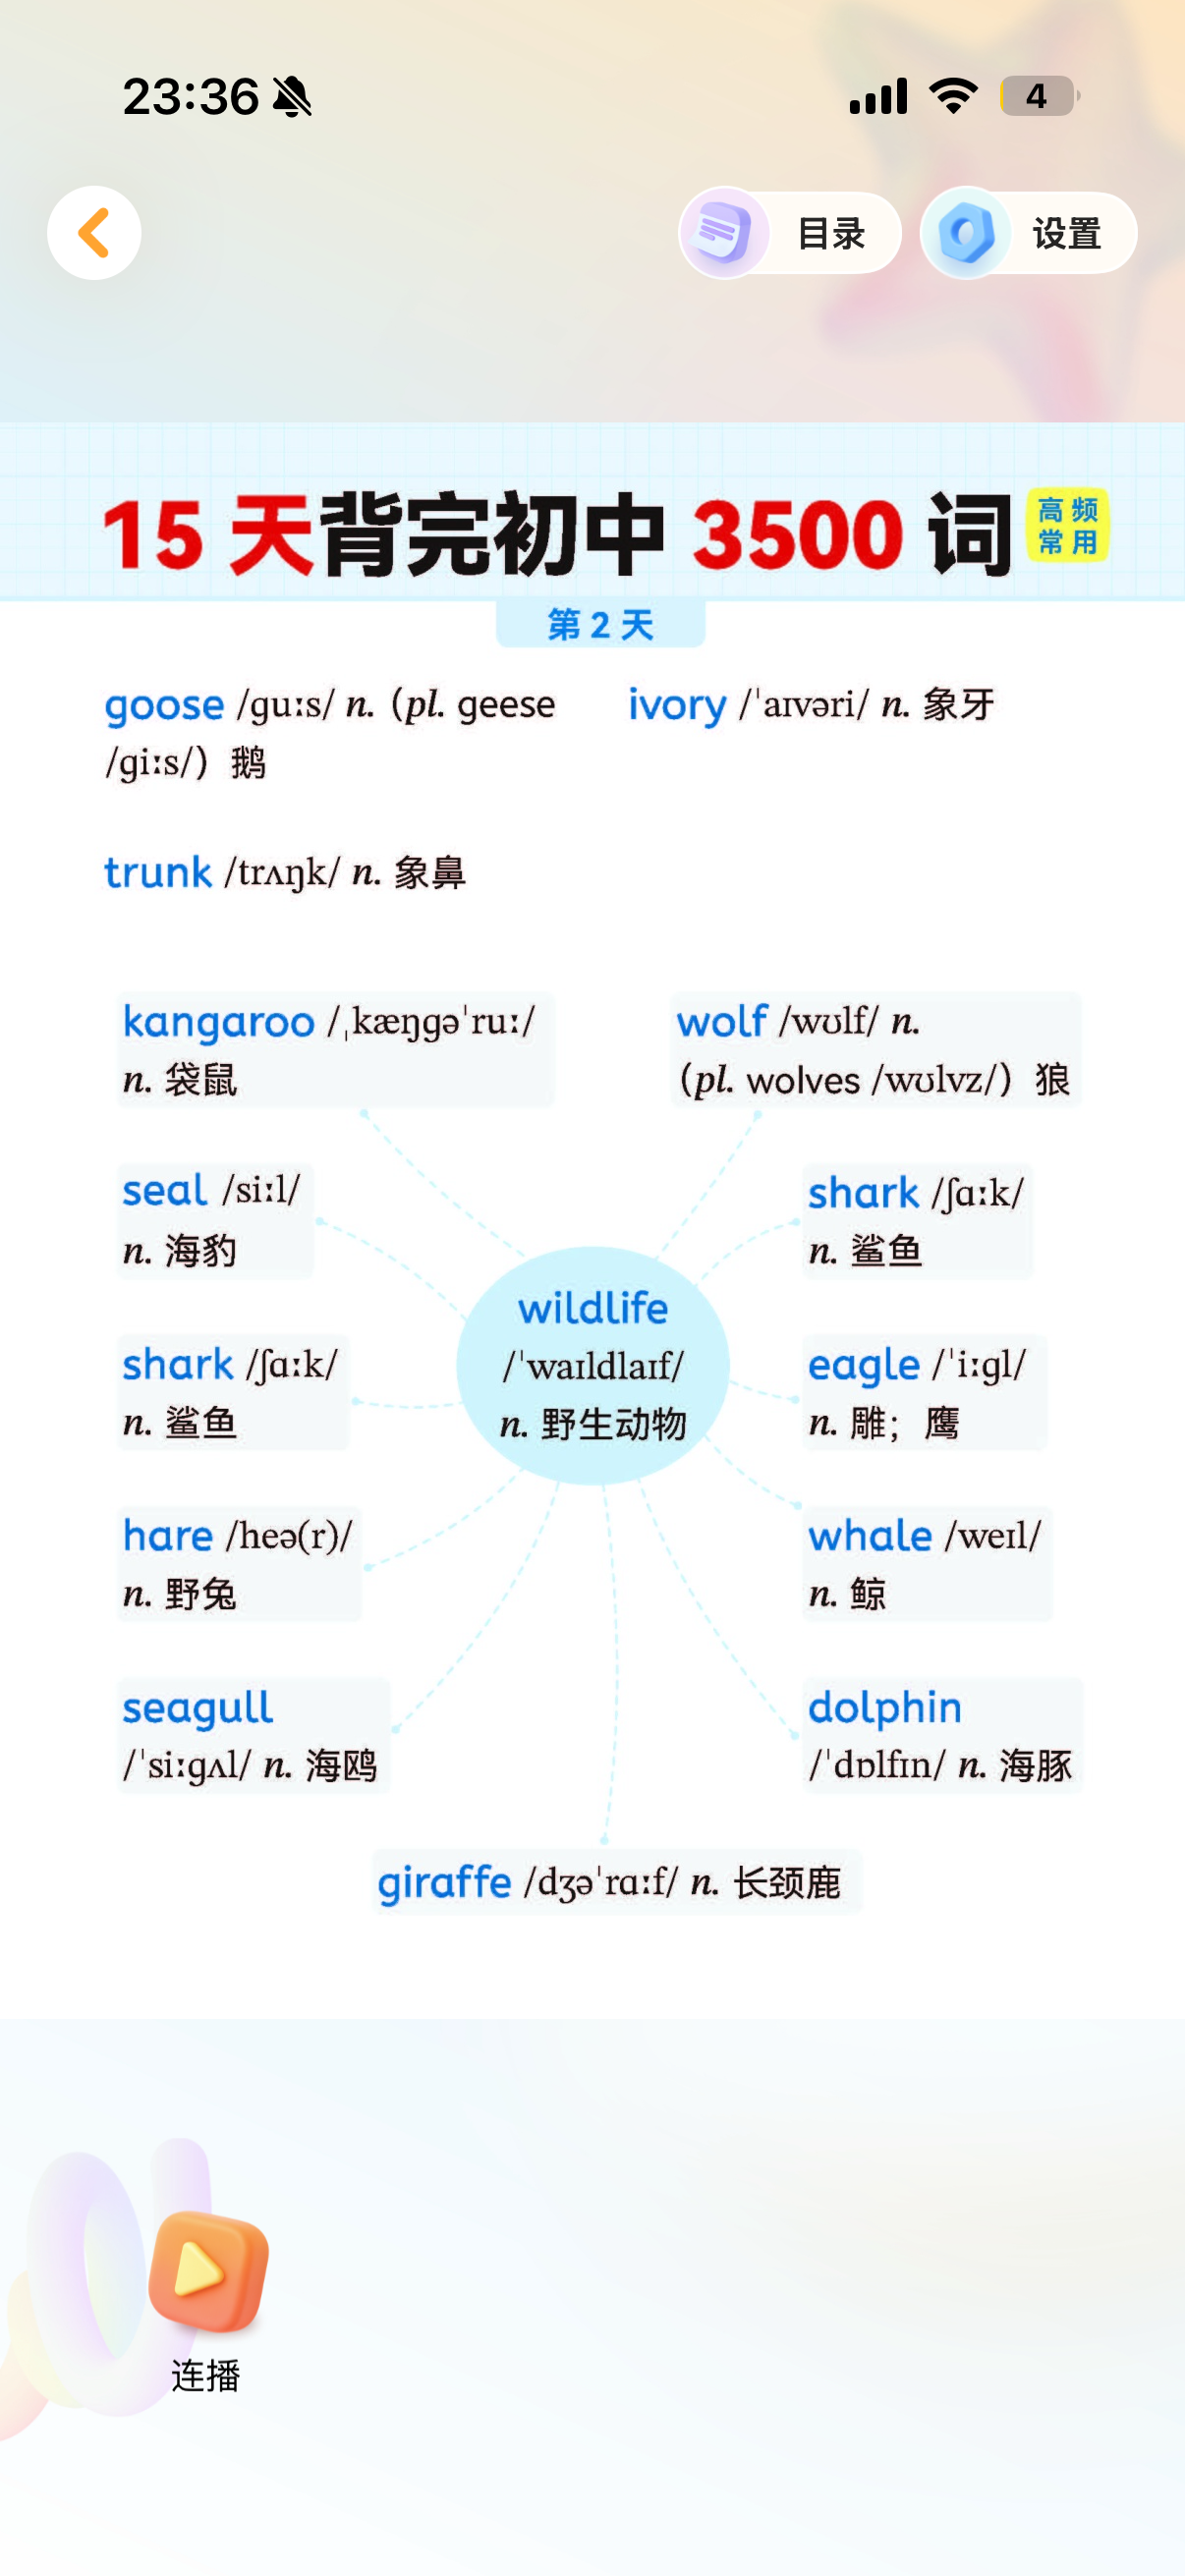 23:36
4
目录
设置
15 天背完初中 3500 词
高频
常用
第 2 天
goose /ɡuːs/ n.（pl. geese
/ɡiːs/）鹅
ivory /ˈaɪvəri/ n. 象牙
trunk /trʌŋk/ n. 象鼻
kangaroo /ˌkæŋɡəˈruː/
n. 袋鼠
wolf /wʊlf/ n.
（pl. wolves /wʊlvz/）狼
seal /siːl/
n. 海豹
shark /ʃɑːk/
n. 鲨鱼
wildlife
/ˈwaɪldlaɪf/
n. 野生动物
shark /ʃɑːk/
n. 鲨鱼
eagle /ˈiːɡl/
n. 雕；鹰
hare /heə(r)/
n. 野兔
whale /weɪl/
n. 鲸
seagull
/ˈsiːɡʌl/ n. 海鸥
dolphin
/ˈdɒlfɪn/ n. 海豚
giraffe /dʒəˈrɑːf/ n. 长颈鹿
连播